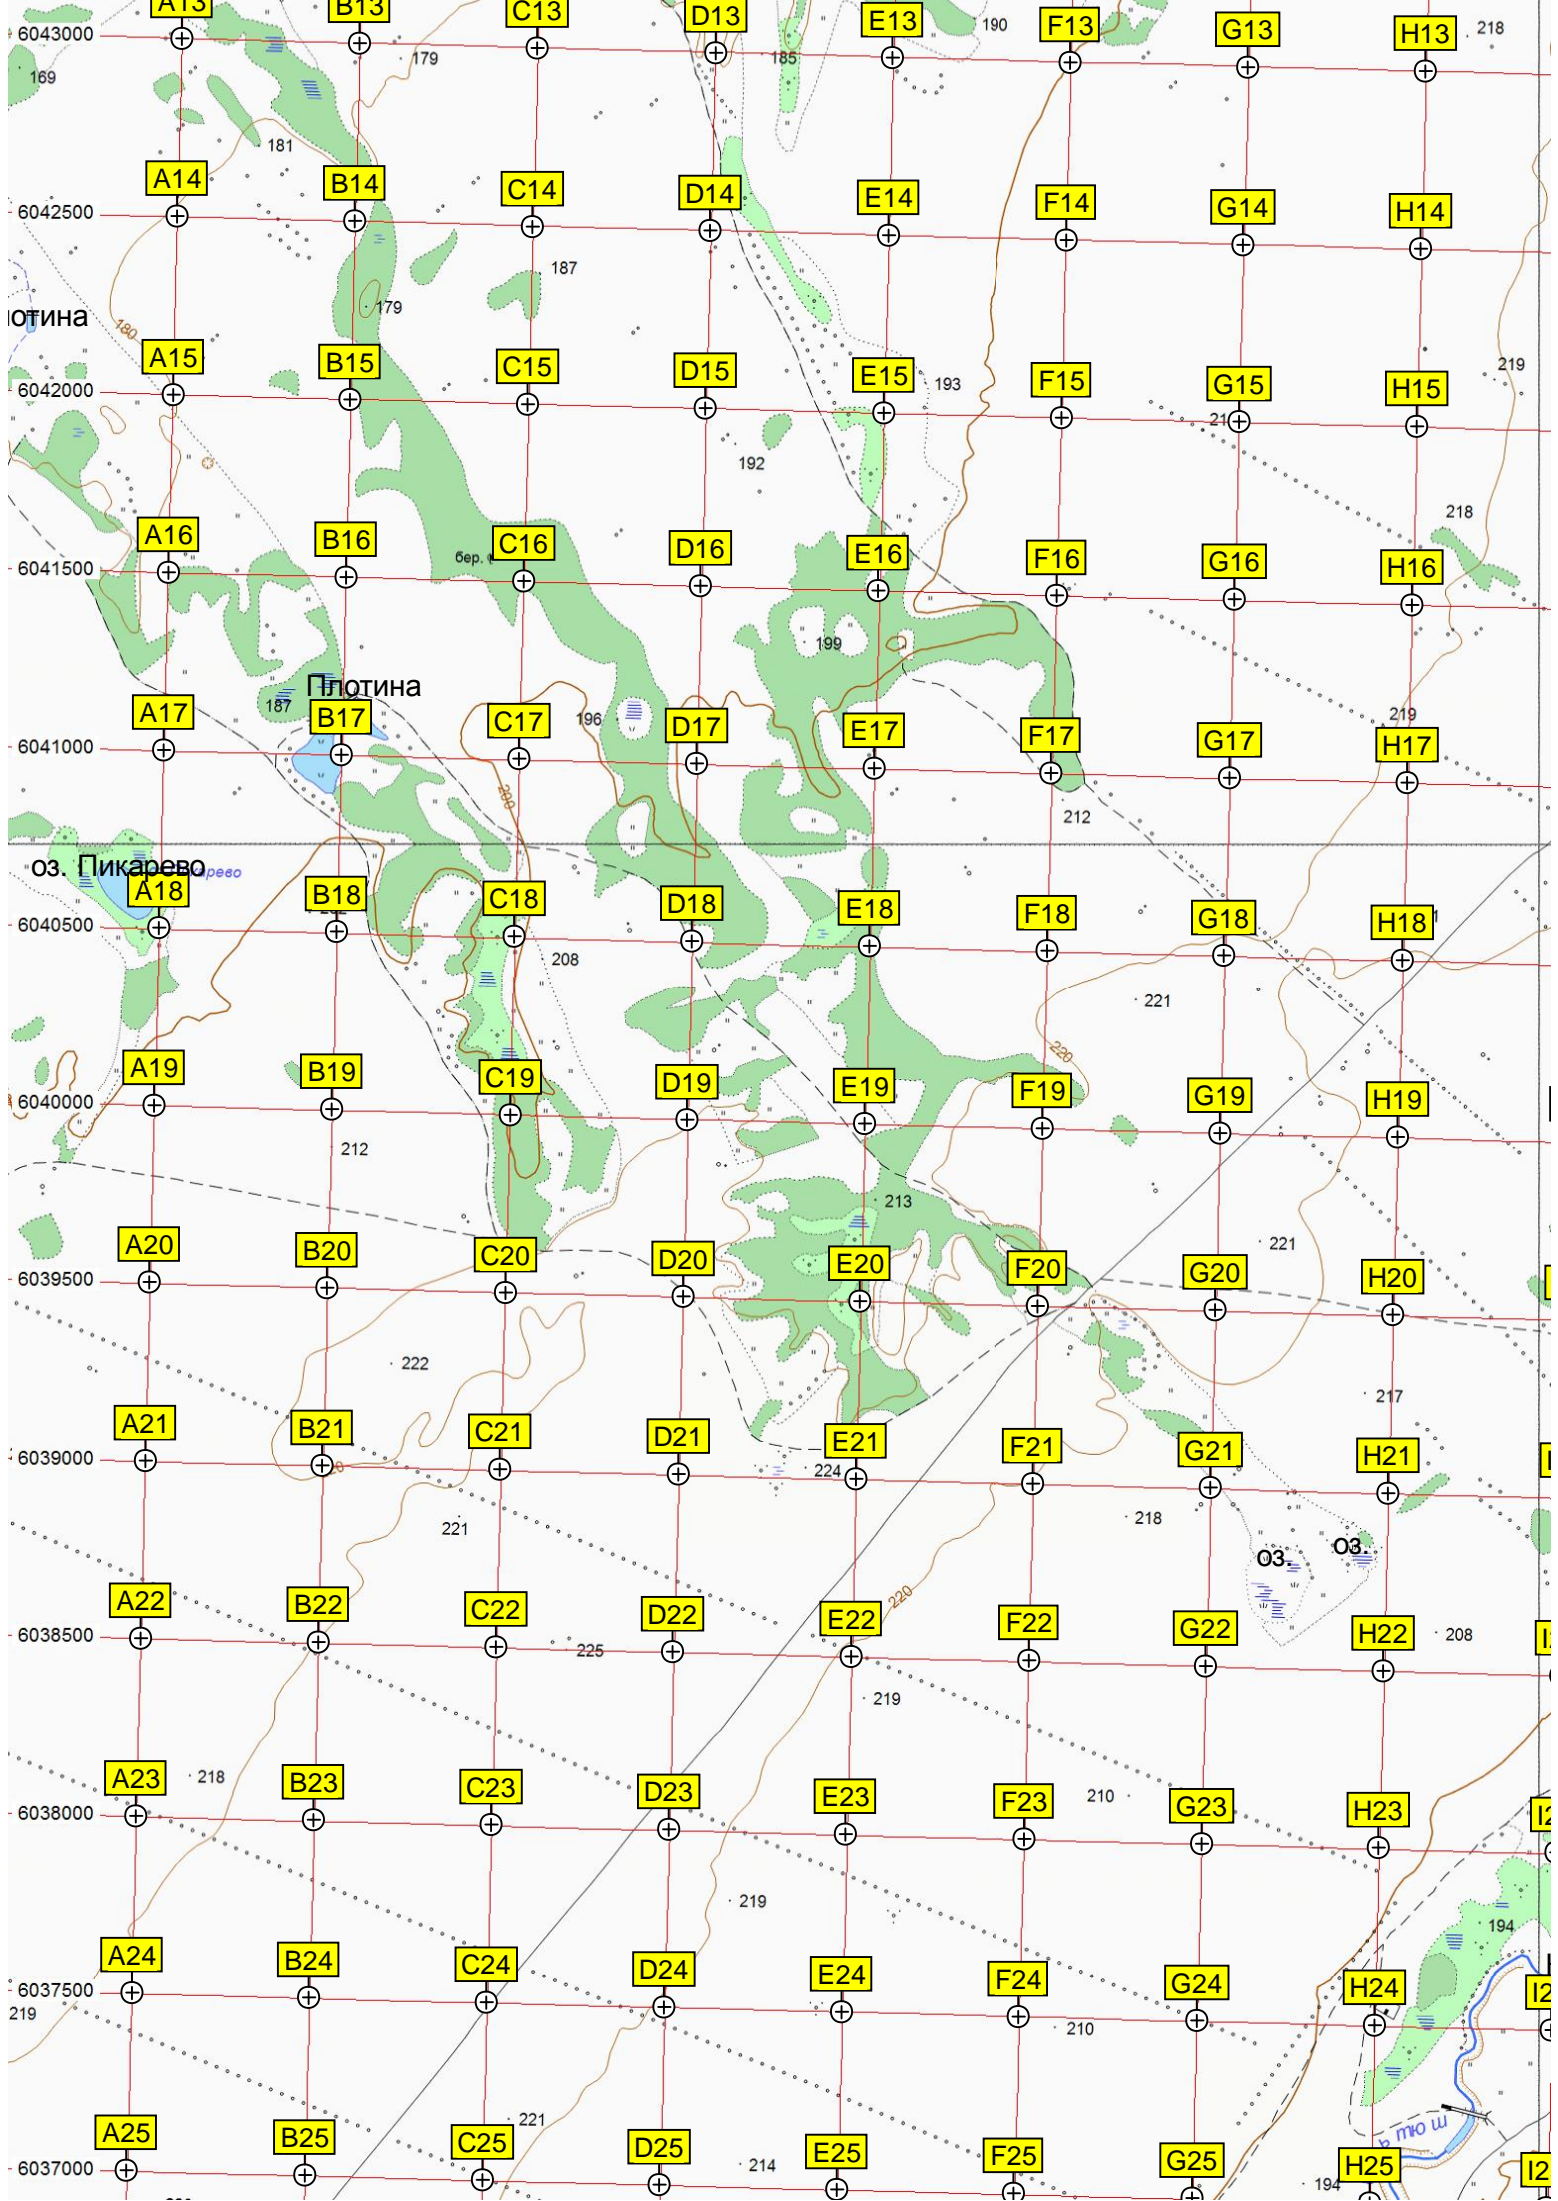 A13 B13 C13 D13 E13 F13 G13 H13
6043000 179 185 190 218
169
181
A14 B14 C14 D14 E14 F14 G14 H14
6042500
187
179
отина
180
A15 B15 C15 D15 E15 F15 G15 H15
6042000 193 219
192
218
A16 B16 C16 D16 E16 F16 G16 H16
6041500 бер.
199
Плотина
187 196 219
A17 B17 C17 D17 E17 F17 G17 H17
6041000
200
212
оз. Пикарево
A18 B18 C18 D18 E18 F18 G18 H18
6040500
208
221
220
A19 B19 C19 D19 E19 F19 G19 H19
6040000
212
213
221
A20 B20 C20 D20 E20 F20 G20 H20
6039500
222
217
A21 B21 C21 D21 E21 F21 G21 H21
6039000 224
221 218
оз. оз.
220
A22 B22 C22 D22 E22 F22 G22 H22
6038500 225 208
219
218 210
A23 B23 C23 D23 E23 F23 G23 H23
6038000
219
194
A24 B24 C24 D24 E24 F24 G24 H24
6037500
219 210
221
A25 B25 C25 D25 E25 F25 G25 H25
6037000 214 194